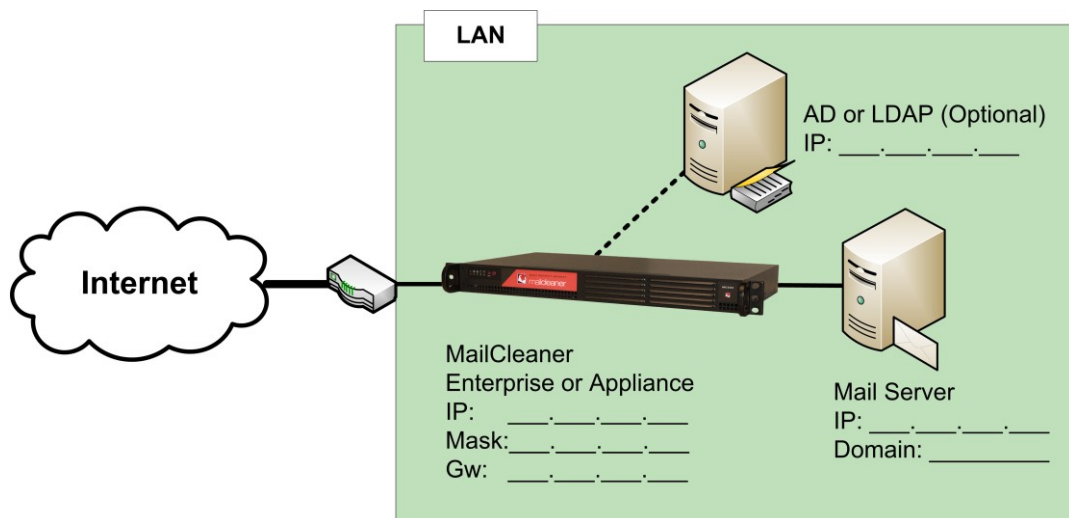 LAN
AD or LDAP (Optional)
IP: ___.___.___.___
Internet
mailcleaner
MailCleaner
Enterprise or Appliance
IP: ___.___.___.___
Mask:___.___.___.___
Gw: ___.___.___.___
Mail Server
IP: ___.___.___.___
Domain: __________